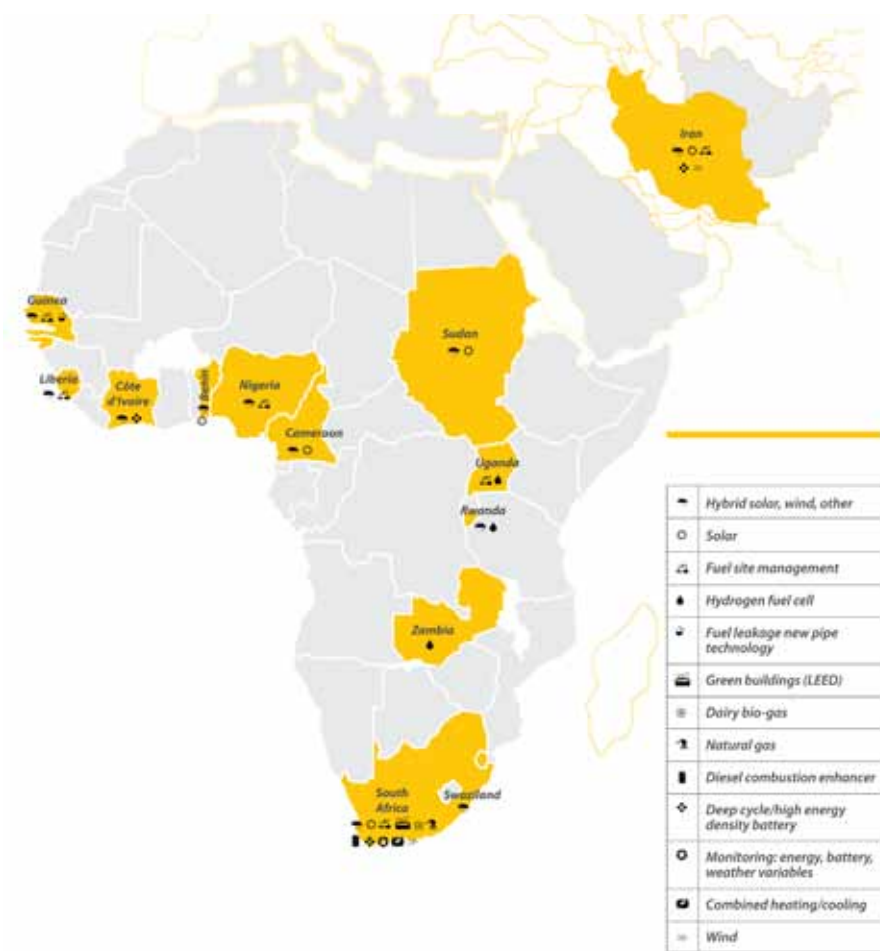 Iran
Guinea
Sudan
Liberia
Côte
d'Ivoire
Benin
Nigeria
Cameroon
Uganda
Rwanda
Zambia
South
Africa
Swaziland
Hybrid solar, wind, other
Solar
Fuel site management
Hydrogen fuel cell
Fuel leakage new pipe
technology
Green buildings (LEED)
Dairy bio-gas
Natural gas
Diesel combustion enhancer
Deep cycle/high energy
density battery
Monitoring: energy, battery,
weather variables
Combined heating/cooling
Wind